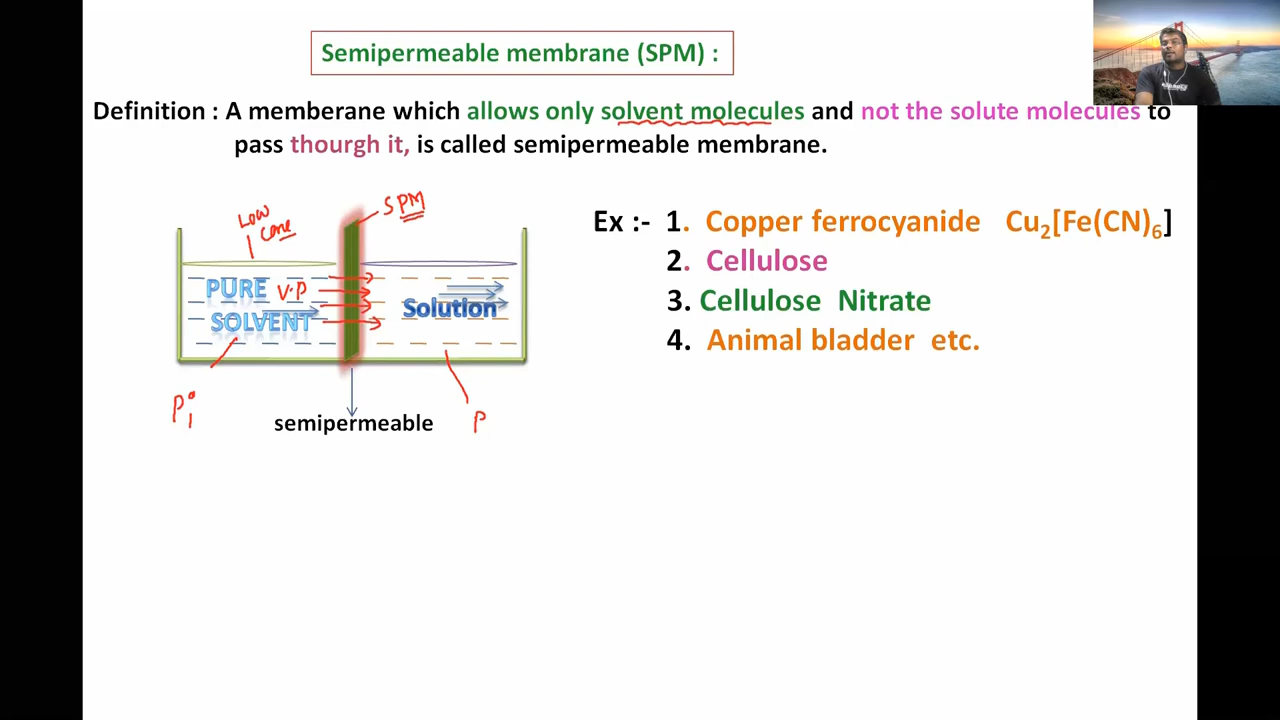 Semipermeable membrane (SPM) :
Definition : A memberane which allows only solvent molecules and not the solute molecules to
pass thourgh it, is called semipermeable membrane.
SPM
Low
conc
PURE V.P
SOLVENT
Solution
P°1
P
semipermeable
Ex :- 1. Copper ferrocyanide Cu2[Fe(CN)6]
2. Cellulose
3. Cellulose Nitrate
4. Animal bladder etc.